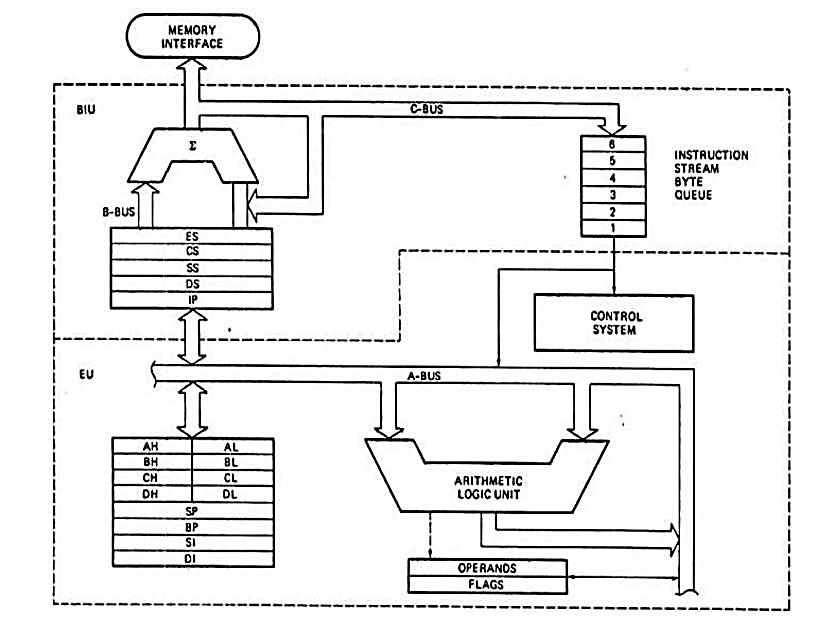 MEMORY
INTERFACE
BIU
C-BUS
Σ
B-BUS
6
5
4
3
2
1
INSTRUCTION
STREAM
BYTE
QUEUE
ES
CS
SS
DS
IP
CONTROL
SYSTEM
EU
A-BUS
AH AL
BH BL
CH CL
DH DL
SP
BP
SI
DI
ARITHMETIC
LOGIC UNIT
OPERANDS
FLAGS